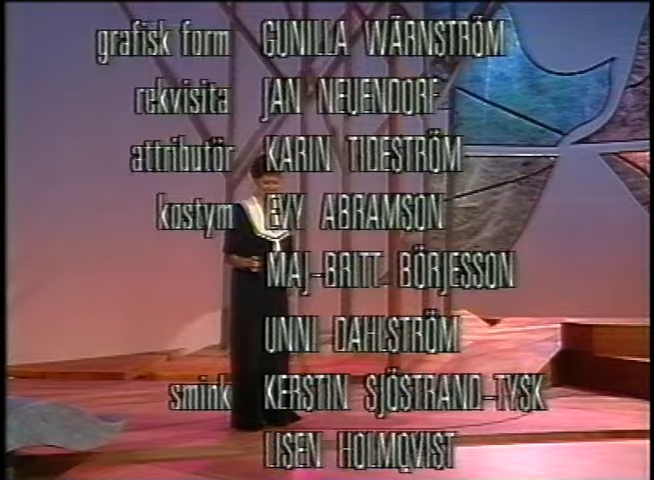 grafisk form GUNILLA WÄRNSTRÖM
rekvisita JAN NEUENDORF
attributör KARIN TIDESTRÖM
kostym EVY ABRAMSON
MAJ-BRITT BÖRJESSON
UNNI DAHLSTRÖM
smink KERSTIN SJÖSTRAND-TYSK
LISEN HOLMQVIST